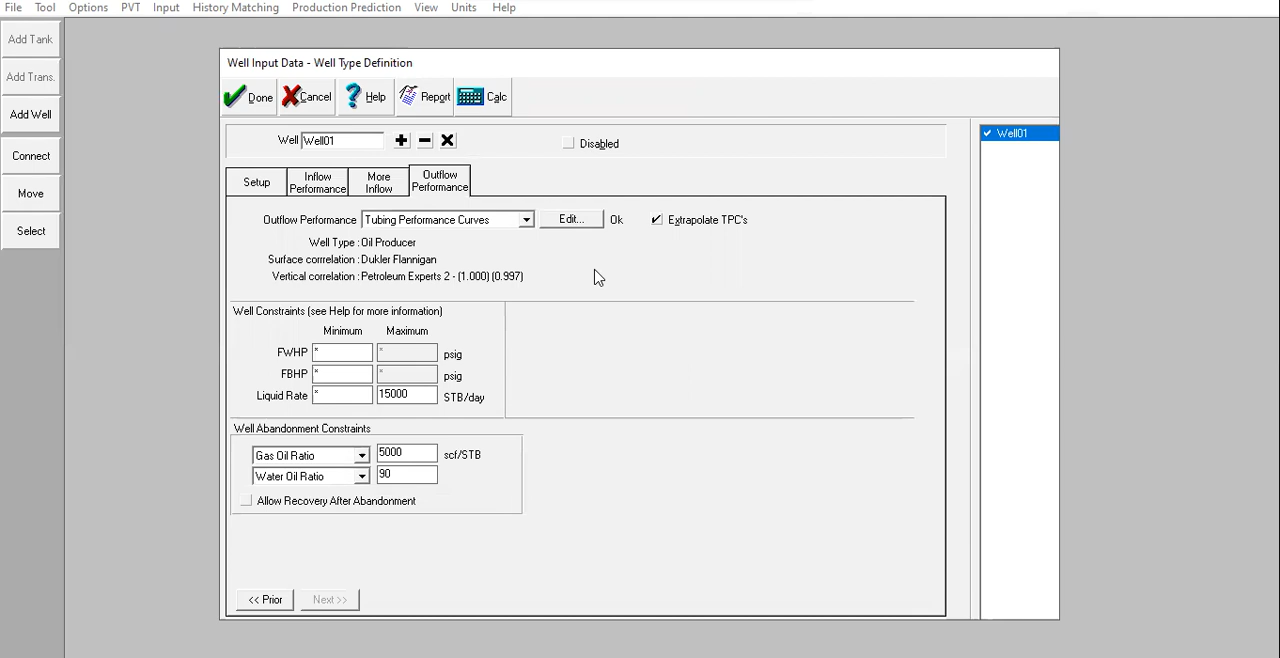 File Tool Options PVT Input History Matching Production Prediction View Units Help
Add Tank
Add Trans.
Add Well
Connect
Move
Select
Well Input Data - Well Type Definition
Done Cancel Help Report Calc
Well Well01 Disabled
Well01
Setup Inflow Performance More Inflow Outflow Performance
Outflow Performance Tubing Performance Curves Edit... Ok Extrapolate TPC's
Well Type : Oil Producer
Surface corrrelation : Dukler Flannigan
Vertical correlation : Petroleum Experts 2 - (1.000) (0.997)
Well Constraints (see Help for more information)
Minimum Maximum
FWHP * * psig
FBHP * * psig
Liquid Rate * 15000 STB/day
Well Abandonment Constraints
Gas Oil Ratio 5000 scf/STB
Water Oil Ratio 90
Allow Recovery After Abandonment
<< Prior Next >>